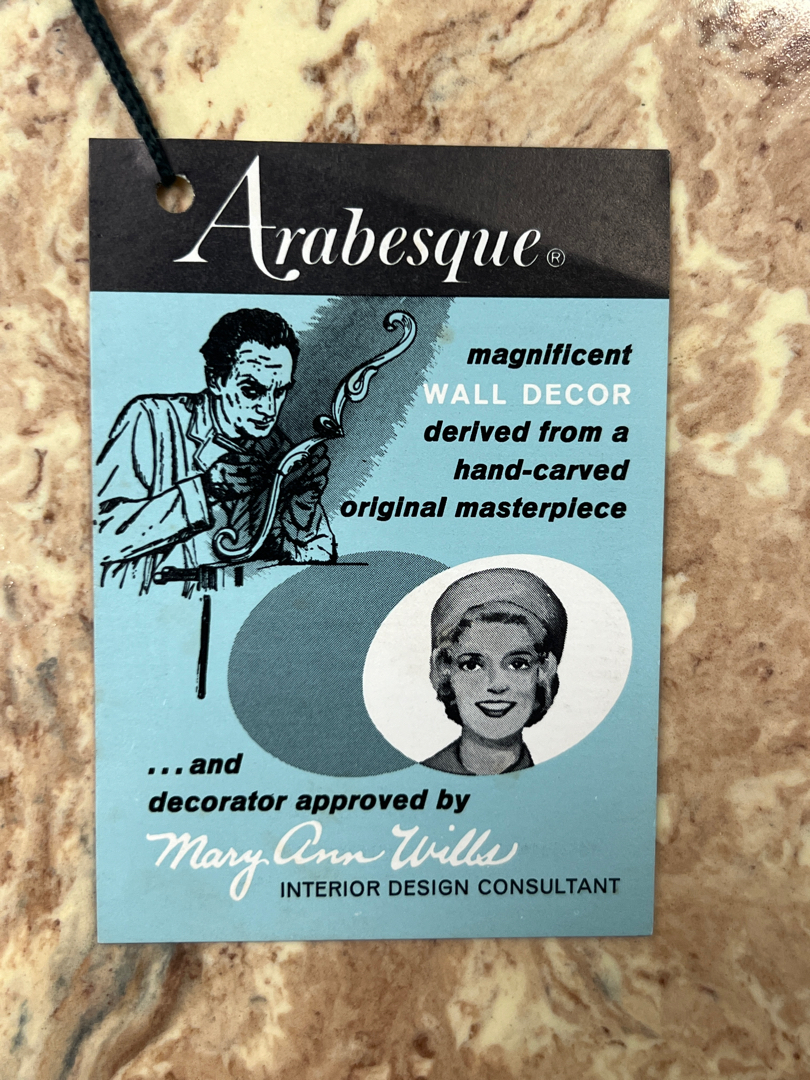 Arabesque®
magnificent
WALL DECOR
derived from a
hand-carved
original masterpiece
...and
decorator approved by
Mary Ann Wills
INTERIOR DESIGN CONSULTANT